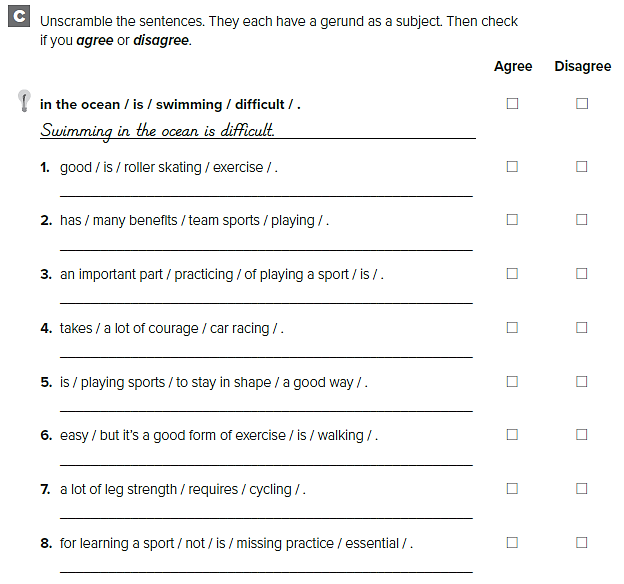 C Unscramble the sentences. They each have a gerund as a subject. Then check
if you agree or disagree.
Agree Disagree
in the ocean / is / swimming / difficult / .
Swimming in the ocean is difficult.
1. good / is / roller skating / exercise / .
2. has / many benefits / team sports / playing / .
3. an important part / practicing / of playing a sport / is / .
4. takes / a lot of courage / car racing / .
5. is / playing sports / to stay in shape / a good way / .
6. easy / but it's a good form of exercise / is / walking / .
7. a lot of leg strength / requires / cycling / .
8. for learning a sport / not / is / missing practice / essential / .